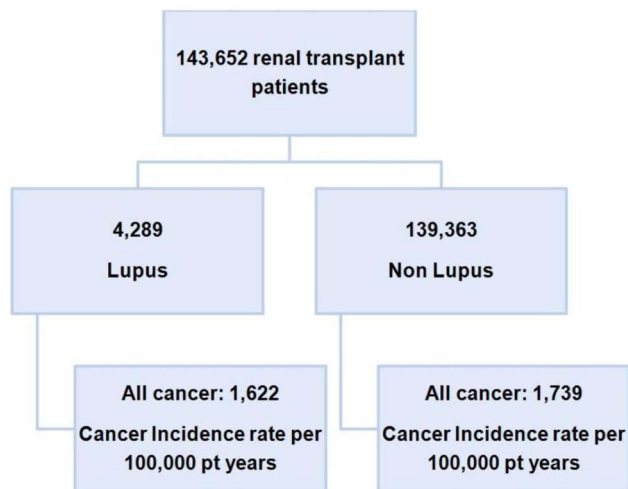 143,652 renal transplant
patients
4,289
Lupus
139,363
Non Lupus
All cancer: 1,622
Cancer Incidence rate per
100,000 pt years
All cancer: 1,739
Cancer Incidence rate per
100,000 pt years